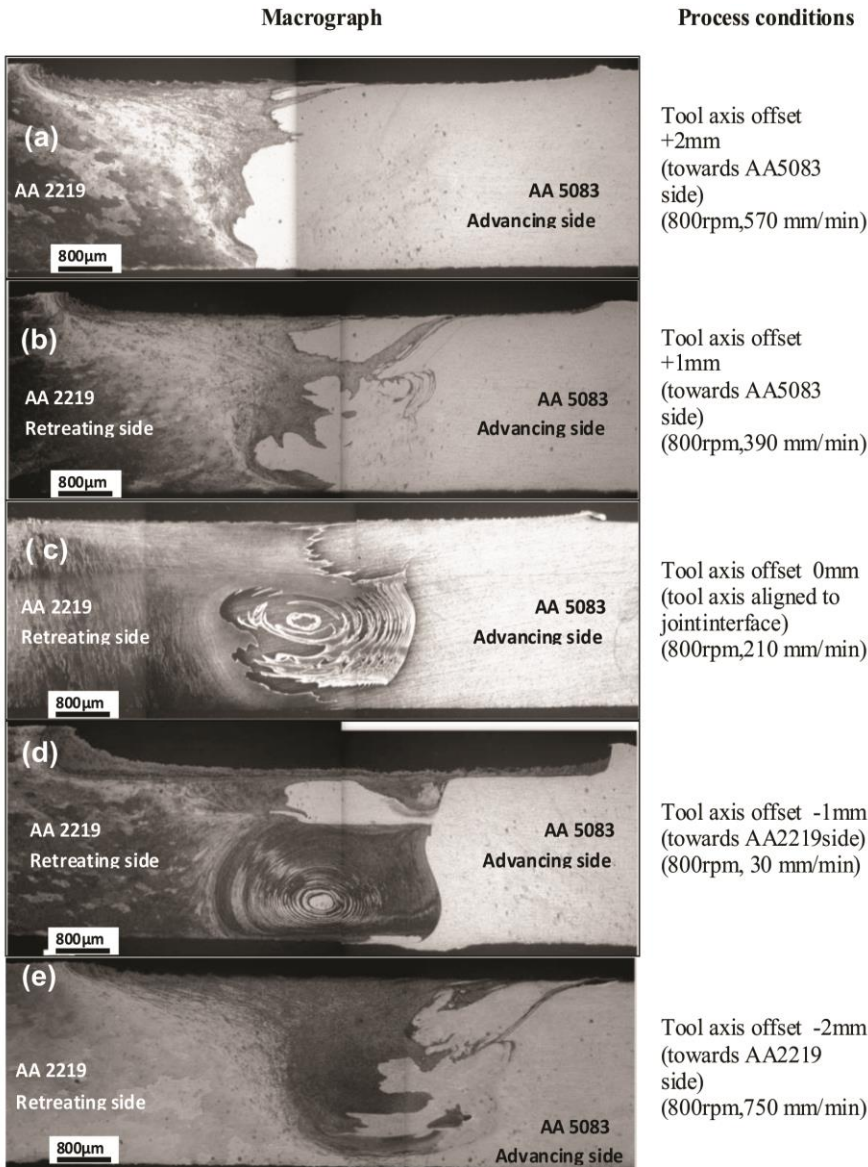 Macrograph Process conditions
(a)
AA 2219
AA 5083
Advancing side
800µm
Tool axis offset
+2mm
(towards AA5083
side)
(800rpm,570 mm/min)
(b)
AA 2219
Retreating side
AA 5083
Advancing side
800µm
Tool axis offset
+1mm
(towards AA5083
side)
(800rpm,390 mm/min)
( c)
AA 2219
Retreating side
AA 5083
Advancing side
800µm
Tool axis offset 0mm
(tool axis aligned to
jointinterface)
(800rpm,210 mm/min)
(d)
AA 2219
Retreating side
AA 5083
Advancing side
800µm
Tool axis offset -1mm
(towards AA2219side)
(800rpm, 30 mm/min)
(e)
AA 2219
Retreating side
AA 5083
Advancing side
800µm
Tool axis offset -2mm
(towards AA2219
side)
(800rpm,750 mm/min)